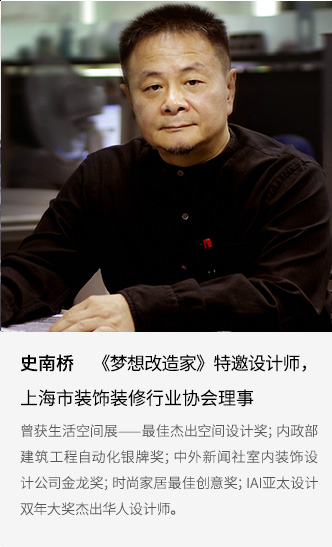 史南桥 《梦想改造家》特邀设计师，
上海市装饰装修行业协会理事
曾获生活空间展——最佳杰出空间设计奖; 内政部
建筑工程自动化银牌奖; 中外新闻社室内装饰设
计公司金龙奖; 时尚家居最佳创意奖; IAI亚太设计
双年大奖杰出华人设计师。